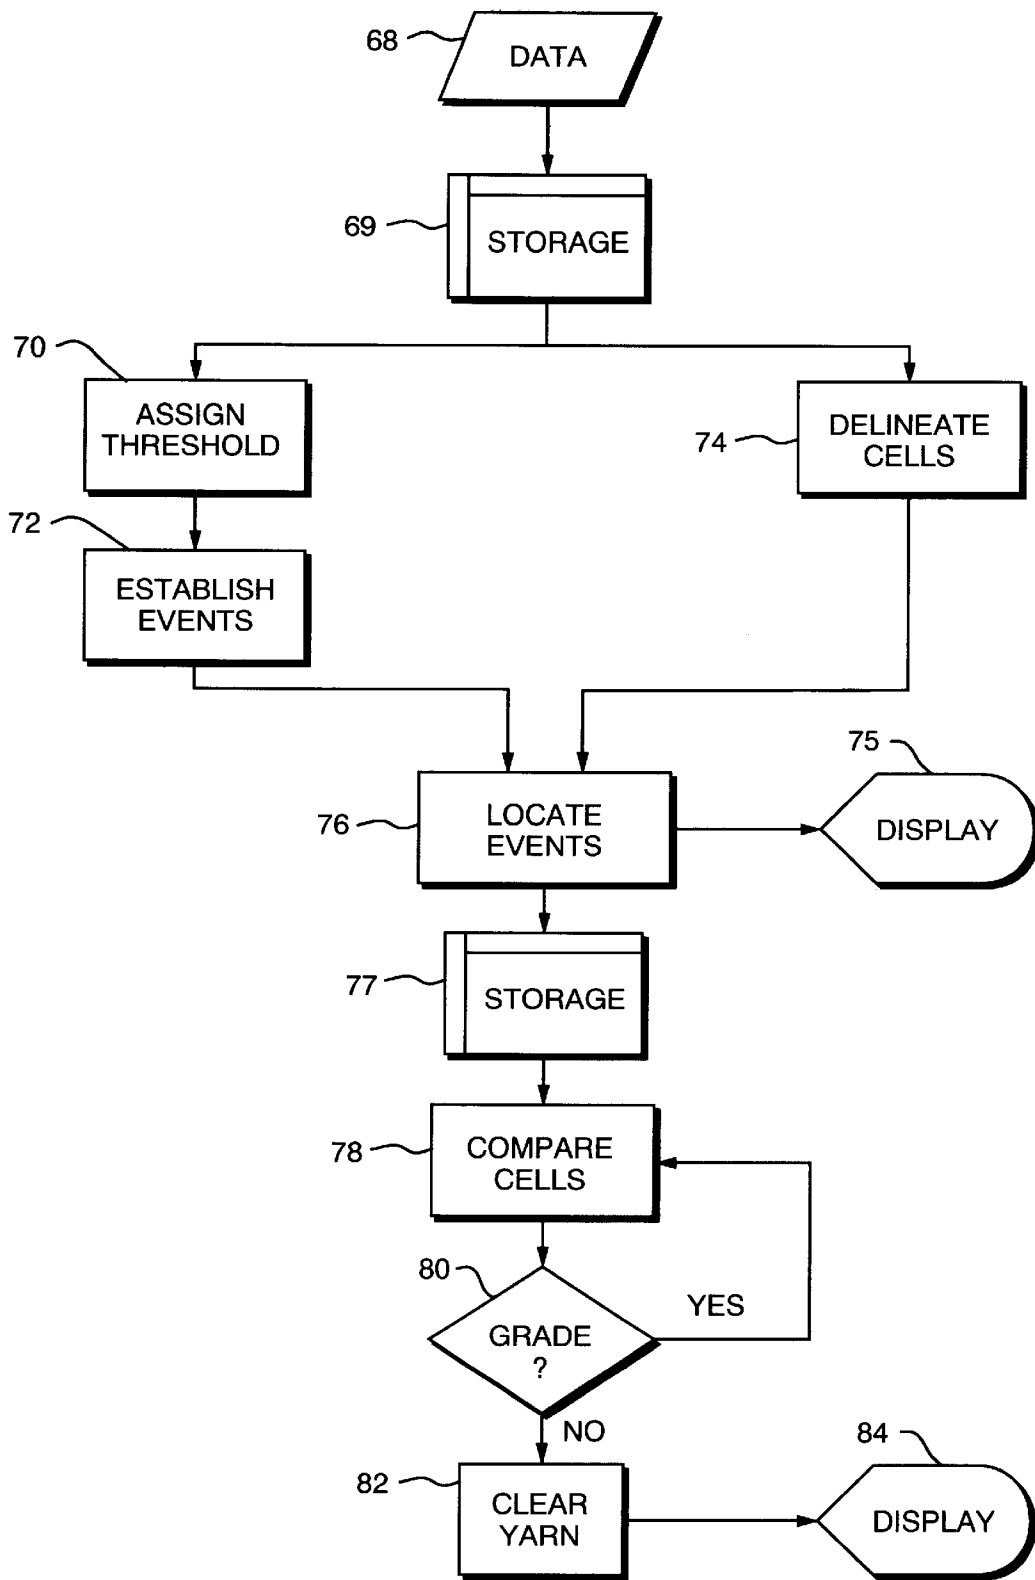 68
DATA
69
STORAGE
70
ASSIGN
THRESHOLD
74
DELINEATE
CELLS
72
ESTABLISH
EVENTS
75
76
LOCATE
EVENTS
DISPLAY
77
STORAGE
78
COMPARE
CELLS
80
YES
GRADE
?
NO
84
82
CLEAR
YARN
DISPLAY